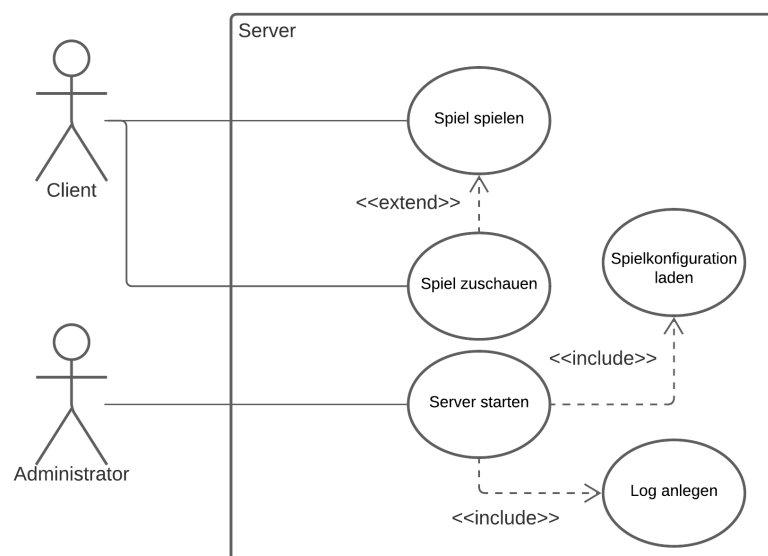 Server
Spiel spielen
Client
<<extend>>
Spiel zuschauen
Spielkonfiguration
laden
<<include>>
Server starten
Administrator
Log anlegen
<<include>>